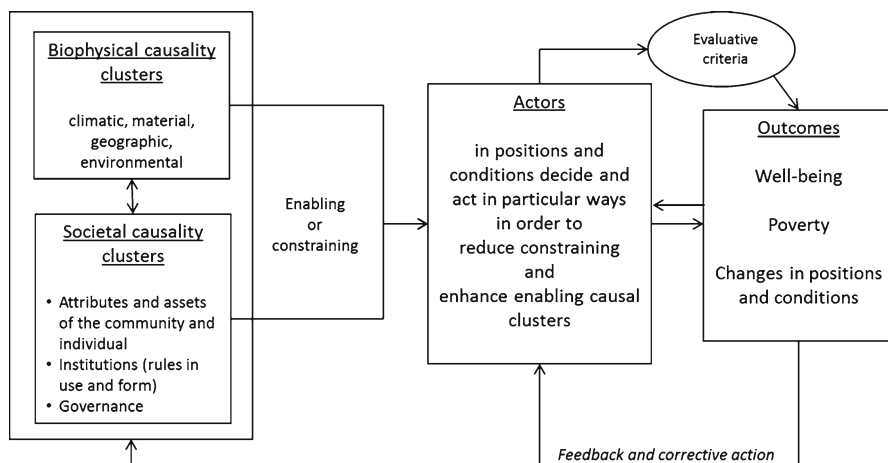 Biophysical causality
clusters
climatic, material,
geographic,
environmental
Societal causality
clusters
• Attributes and assets
of the community and
individual
• Institutions (rules in
use and form)
• Governance
Enabling
or
constraining
Actors
in positions and
conditions decide and
act in particular ways
in order to
reduce constraining
and
enhance enabling causal
clusters
Evaluative
criteria
Outcomes
Well-being
Poverty
Changes in positions
and conditions
Feedback and corrective action